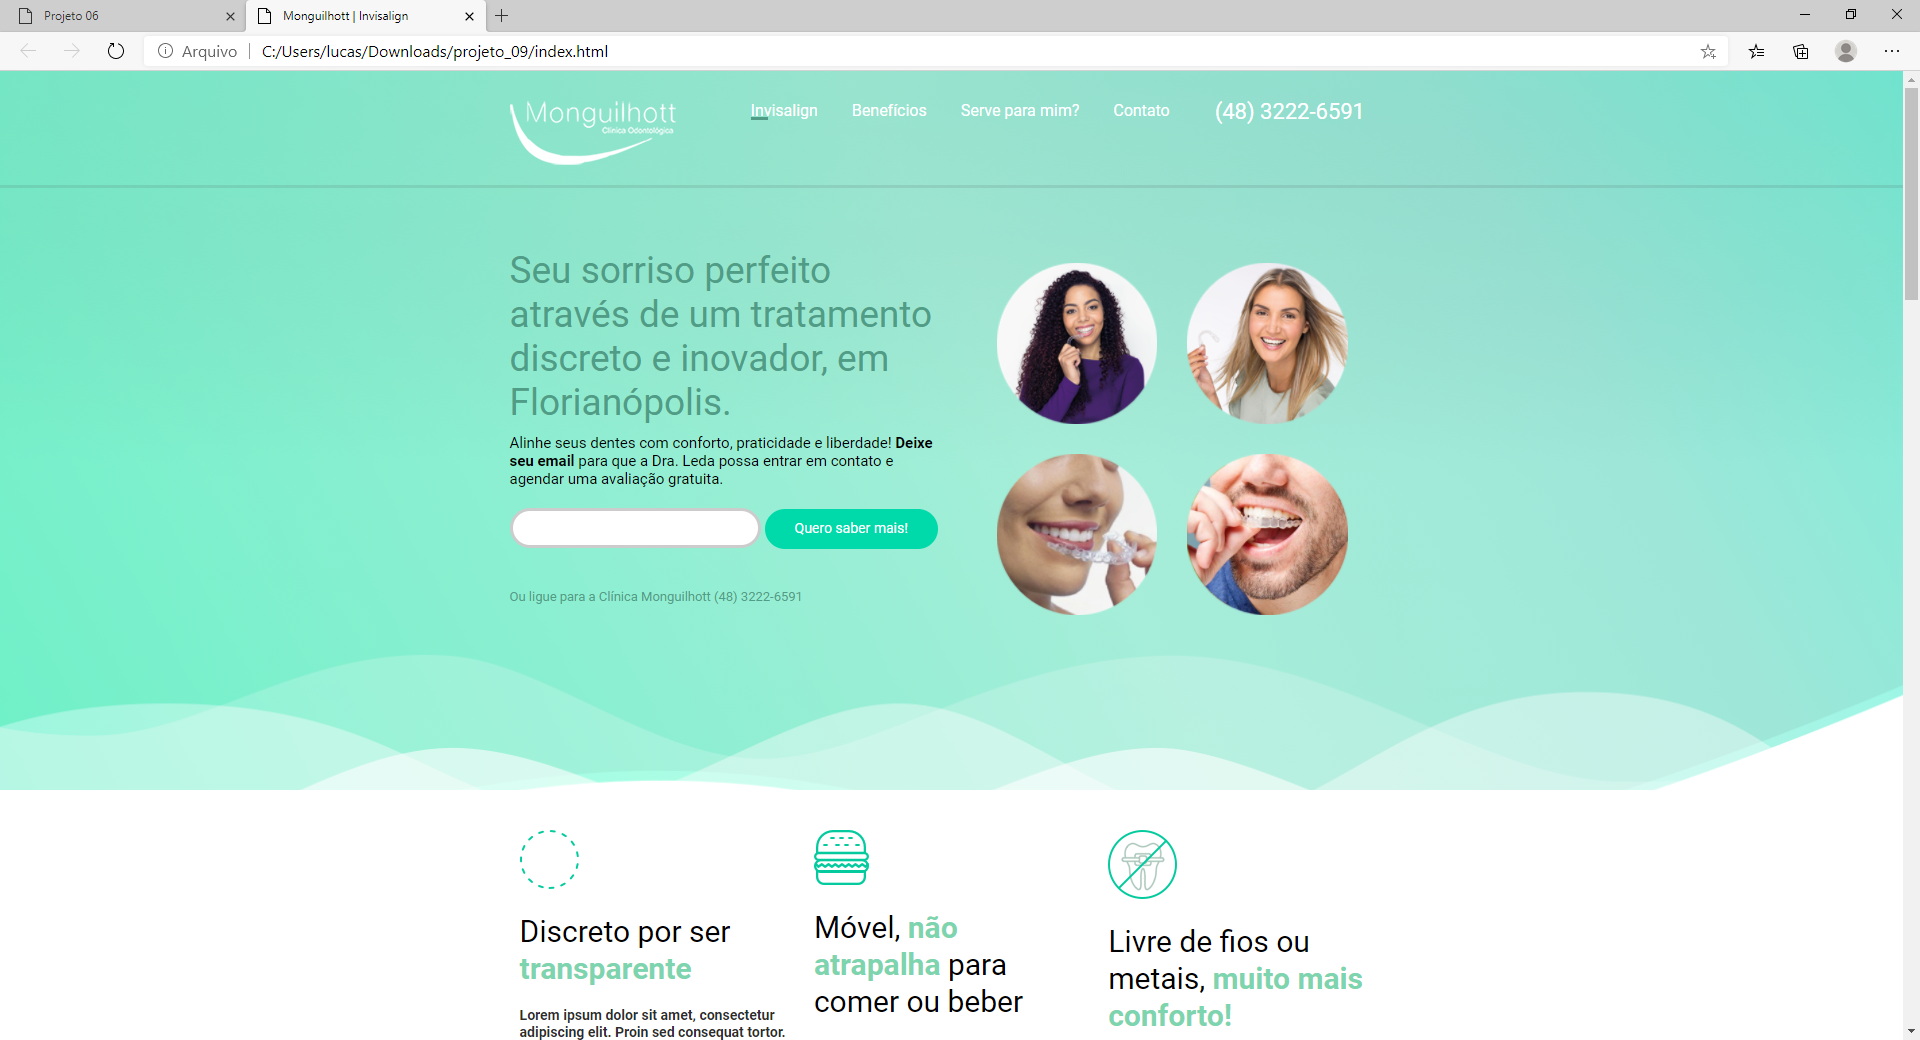 Projeto 06
Monguilhott | Invisalign
Arquivo
C:/Users/lucas/Downloads/projeto_09/index.html
Monguilhott
Clínica Odontológica
Invisalign
Benefícios
Serve para mim?
Contato
(48) 3222-6591
Seu sorriso perfeito
através de um tratamento
discreto e inovador, em
Florianópolis.
Alinhe seus dentes com conforto, praticidade e liberdade! Deixe
seu email para que a Dra. Leda possa entrar em contato e
agendar uma avaliação gratuita.
Quero saber mais!
Ou ligue para a Clínica Monguilhott (48) 3222-6591
Discreto por ser
transparente
Lorem ipsum dolor sit amet, consectetur
adipiscing elit. Proin sed consequat tortor.
Móvel, não
atrapalha para
comer ou beber
Livre de fios ou
metais, muito mais
conforto!